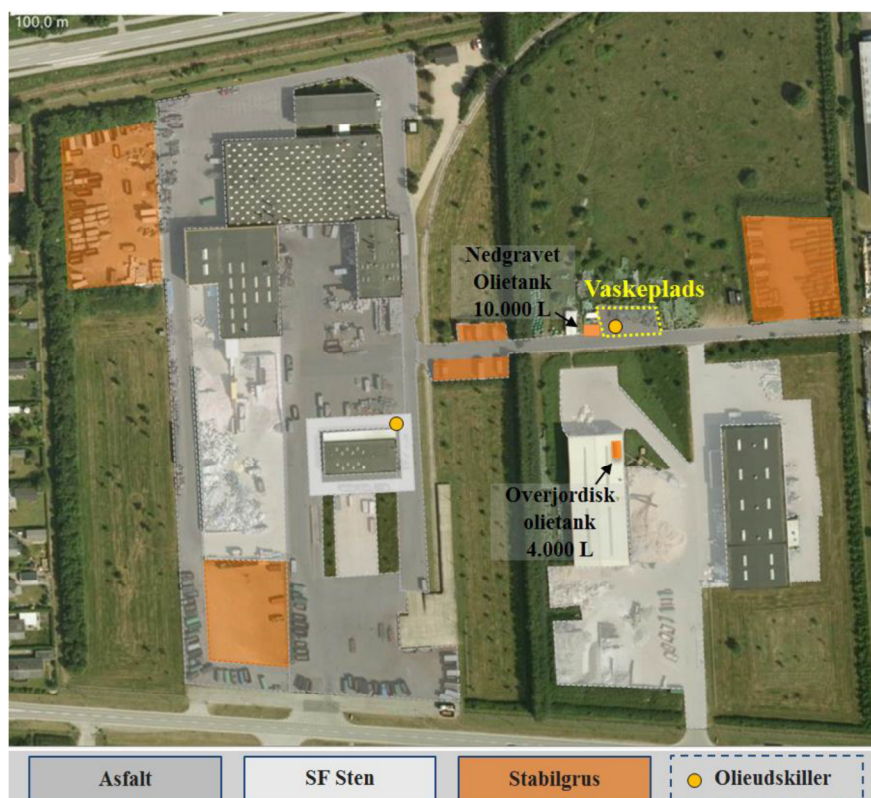 100,0 m
Nedgravet
Olietank
10.000 L
Vaskeplads
Overjordisk
olietank
4.000 L
Asfalt
SF Sten
Stabilgrus
Olieudskiller